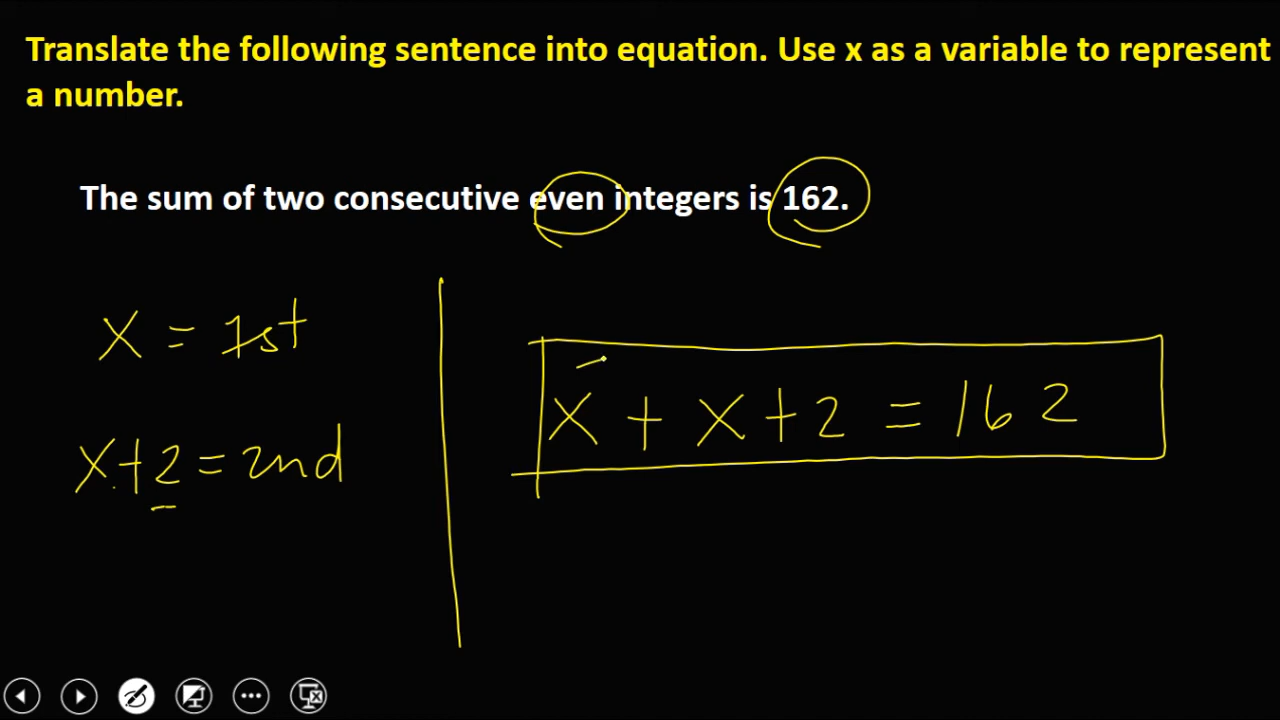 Translate the following sentence into equation. Use x as a variable to represent
a number.
The sum of two consecutive even integers is 162.
x = 1st
x + 2 = 2nd
x + x + 2 = 162